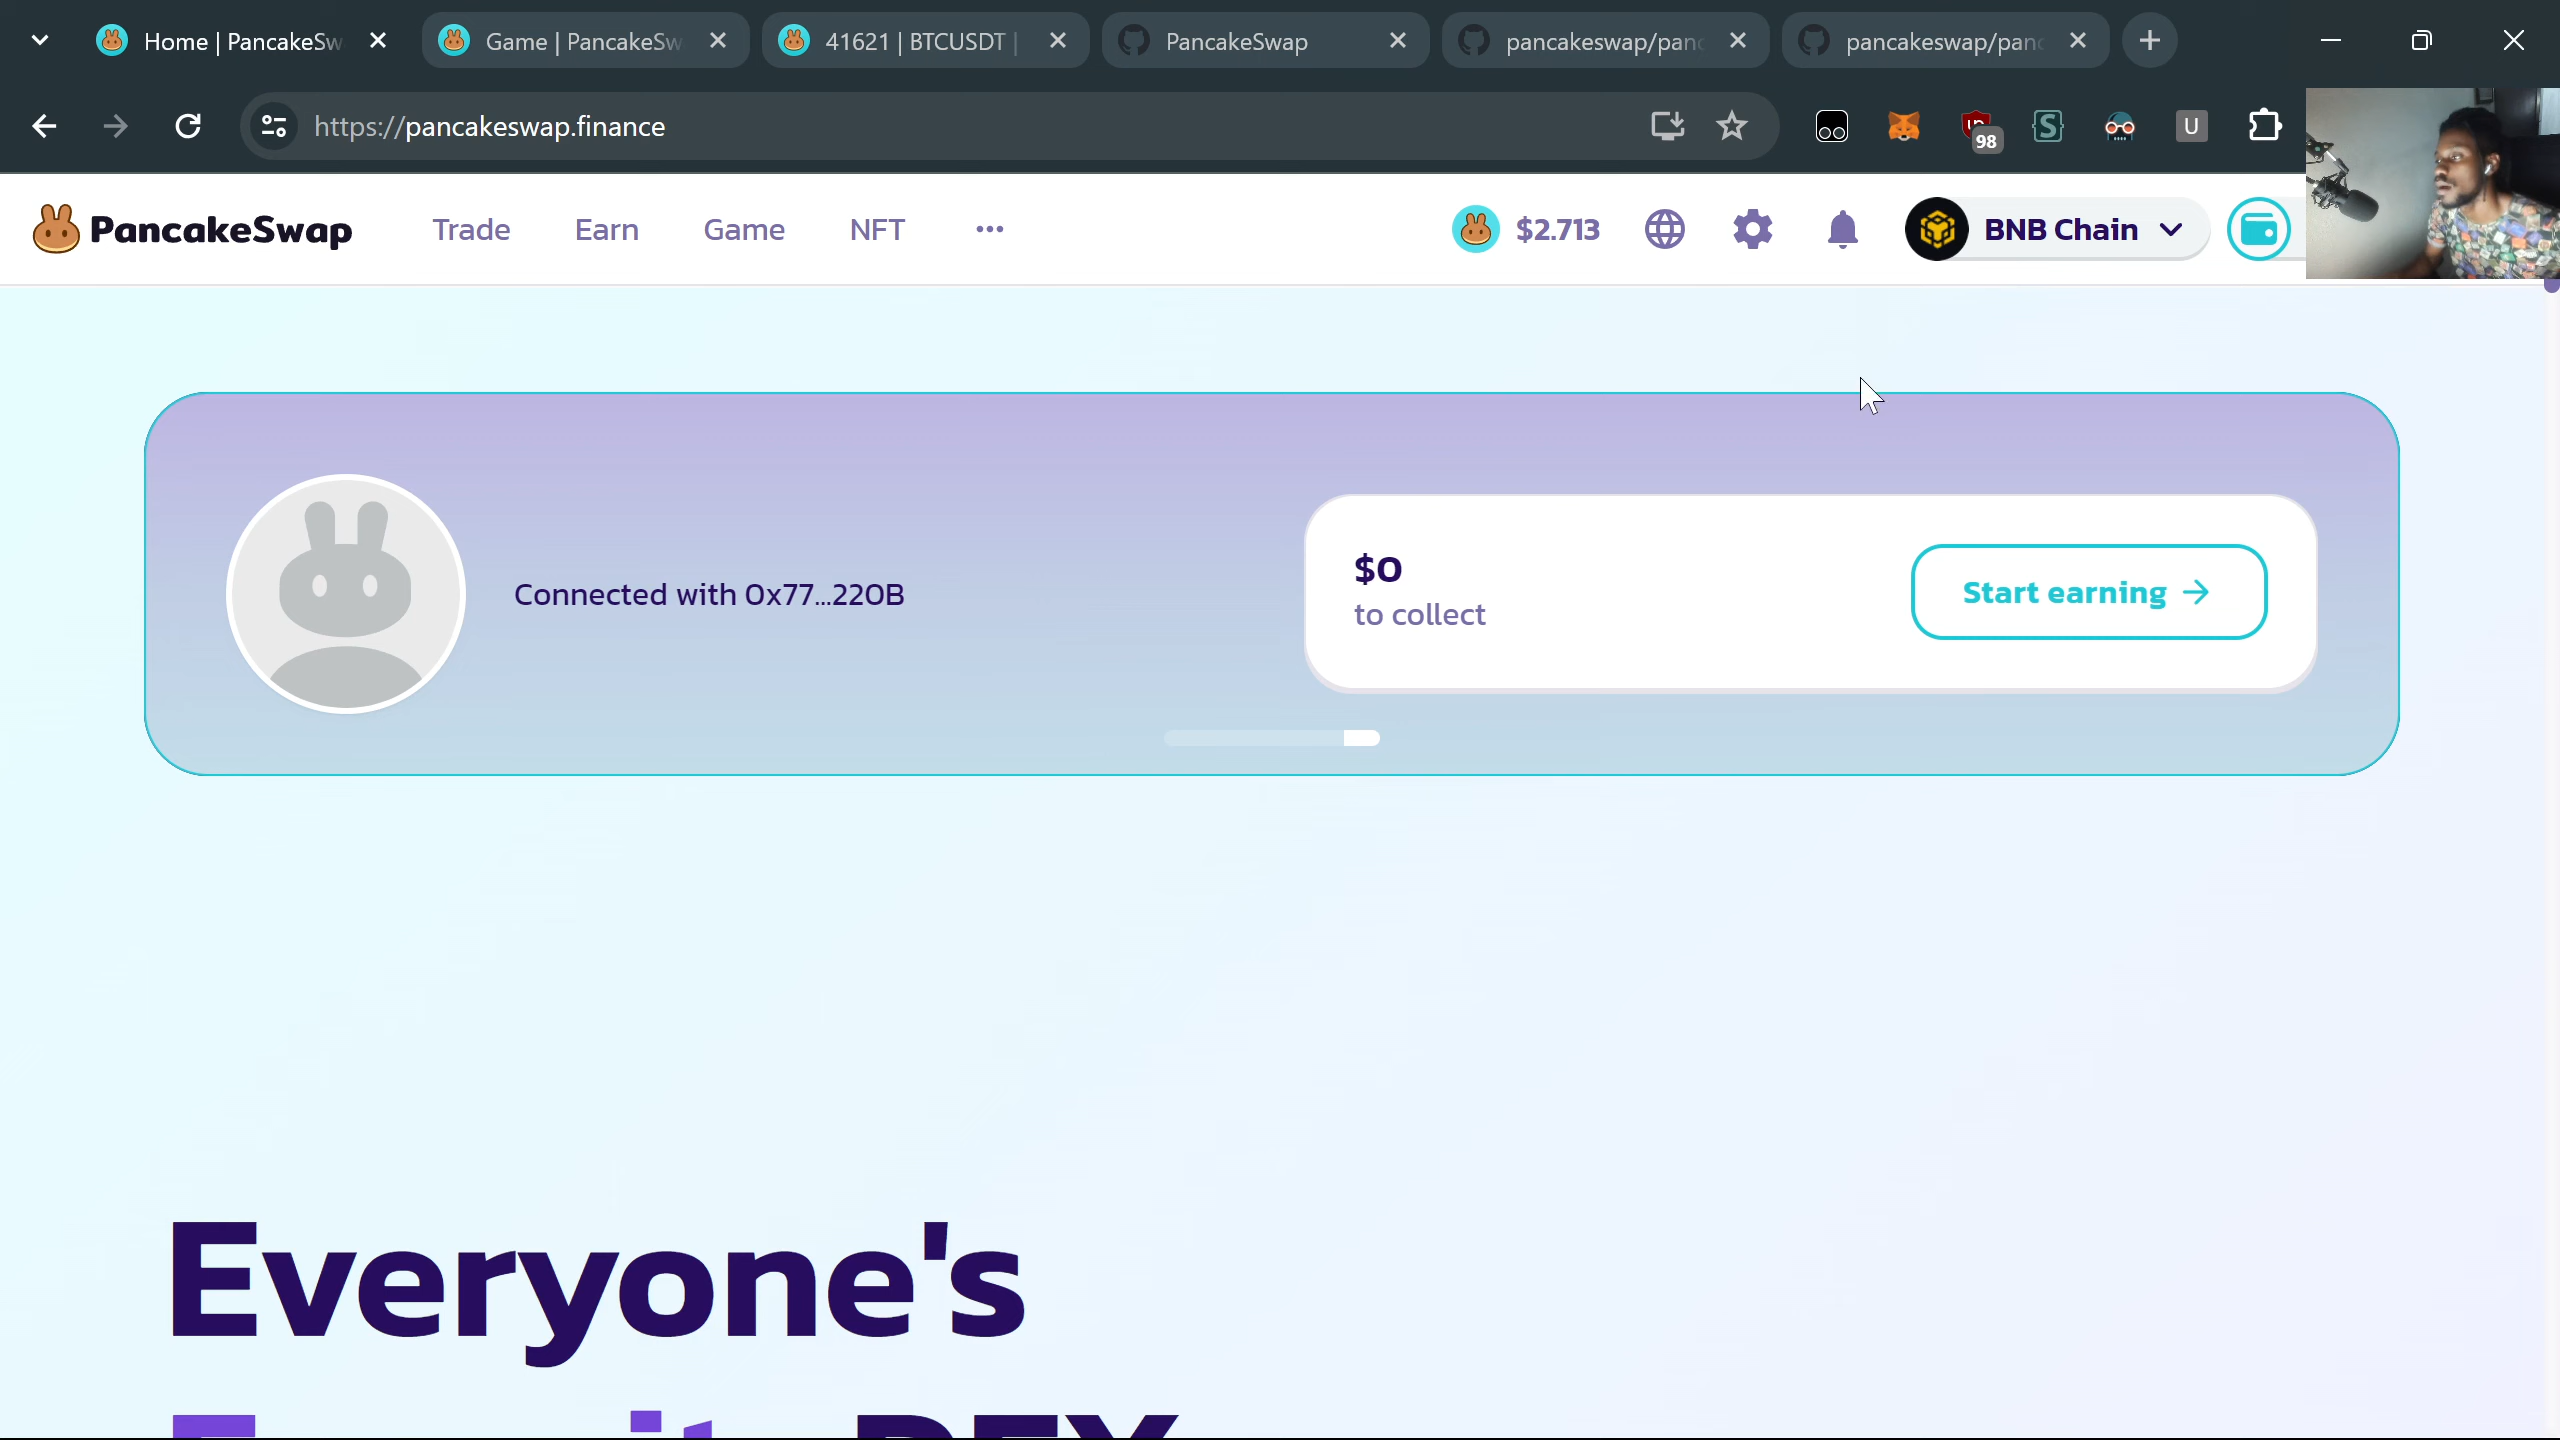 Home | PancakeSw
Game | PancakeSw
41621 | BTCUSDT |
PancakeSwap
pancakeswap/panc
pancakeswap/panc
https://pancakeswap.finance
98
S
U
PancakeSwap
Trade
Earn
Game
NFT
$2.713
BNB Chain
Connected with 0x77...220B
$0
to collect
Start earning
Everyone's